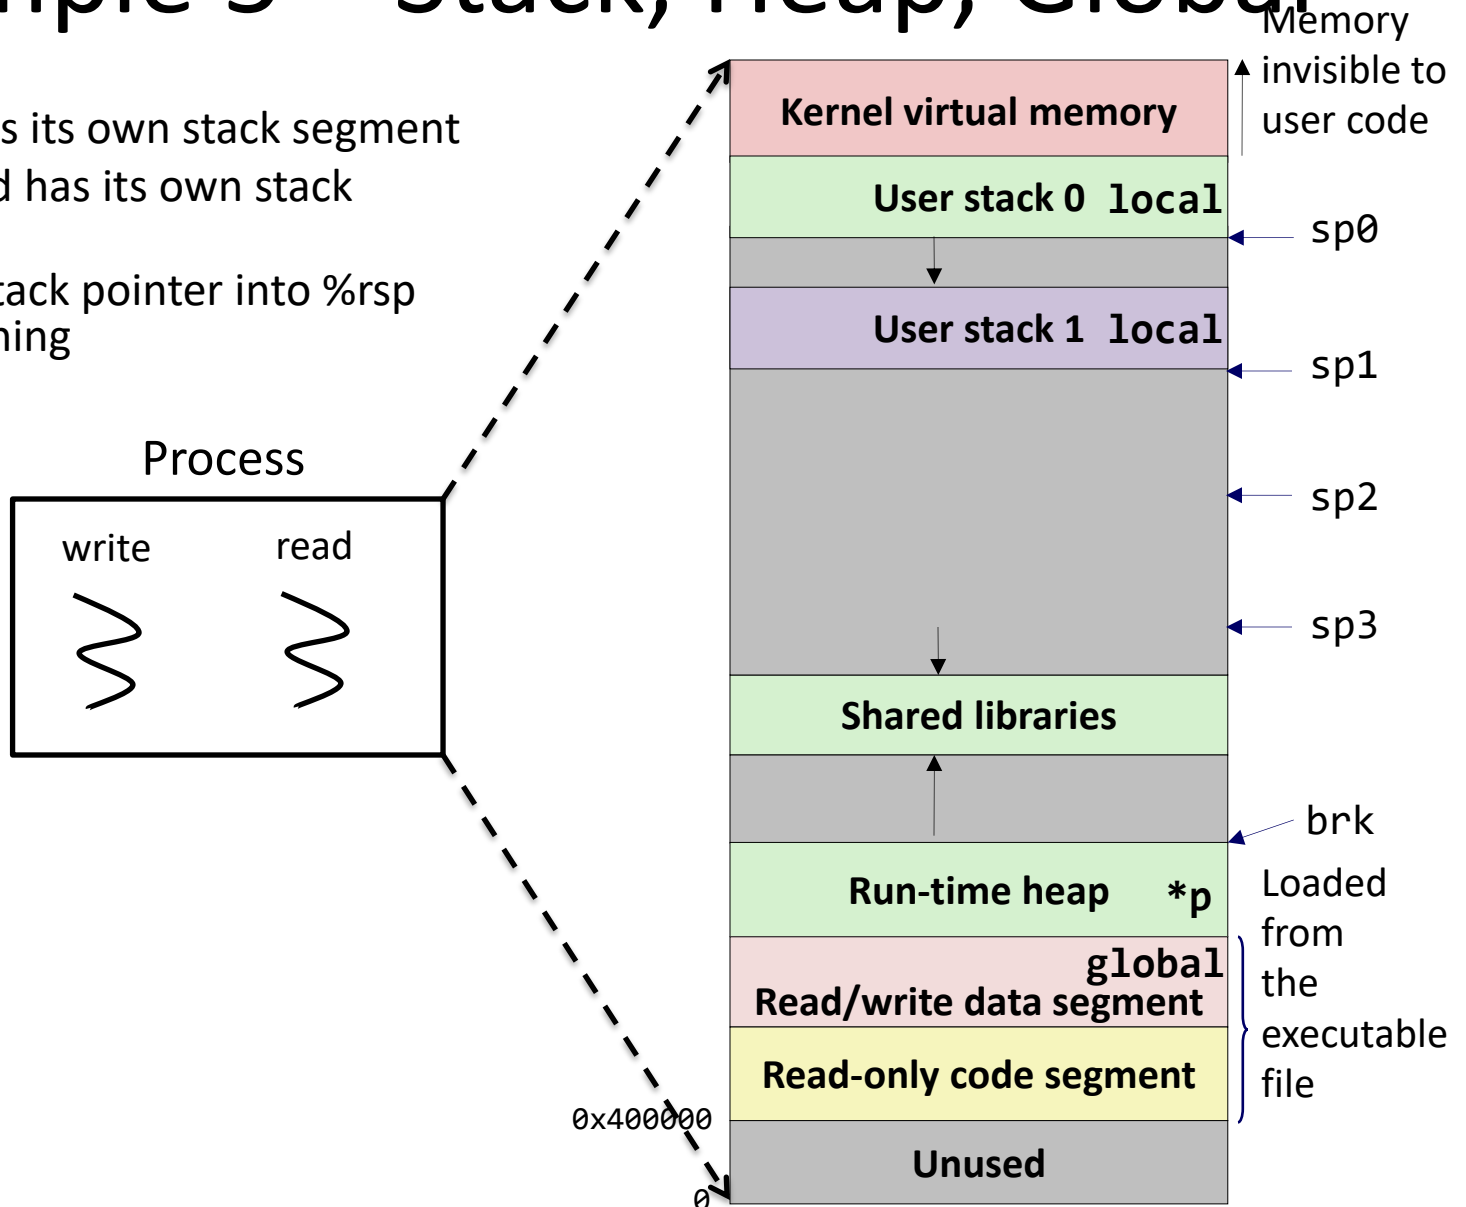 Stack, Heap, Global
s its own stack segment
d has its own stack
tack pointer into %rsp
Process
write read
Memory
invisible to
user code
Kernel virtual memory
User stack 0 local
sp0
User stack 1 local
sp1
sp2
sp3
Shared libraries
brk
Run-time heap *p
global
Read/write data segment
Read-only code segment
Loaded
from
the
executable
file
0x400000
Unused
0